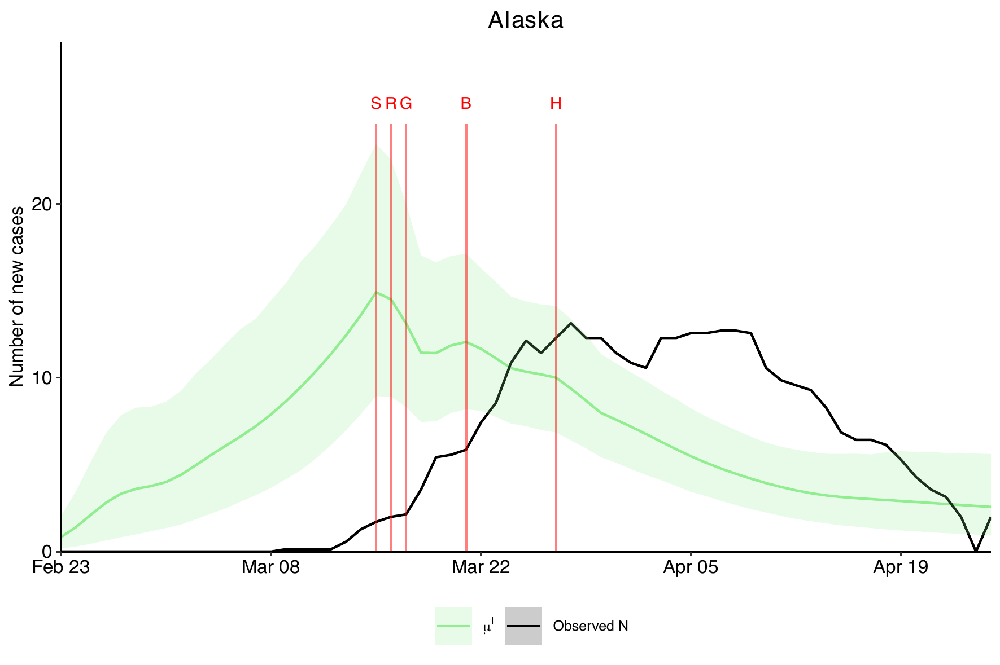 Alaska
S R G B H
Number of new cases
20
10
0
Feb 23 Mar 08 Mar 22 Apr 05 Apr 19
μ^I Observed N